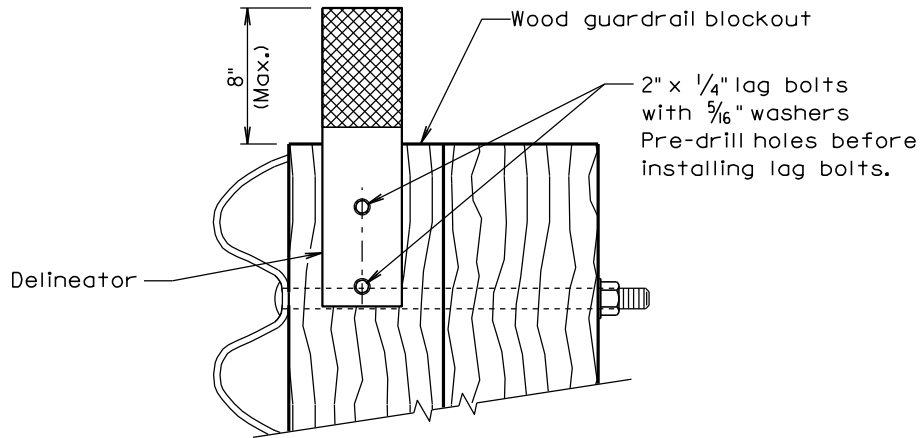 Wood guardrail blockout
8"
(Max.)
2" x 1/4" lag bolts
with 5/16" washers
Pre-drill holes before
installing lag bolts.
Delineator